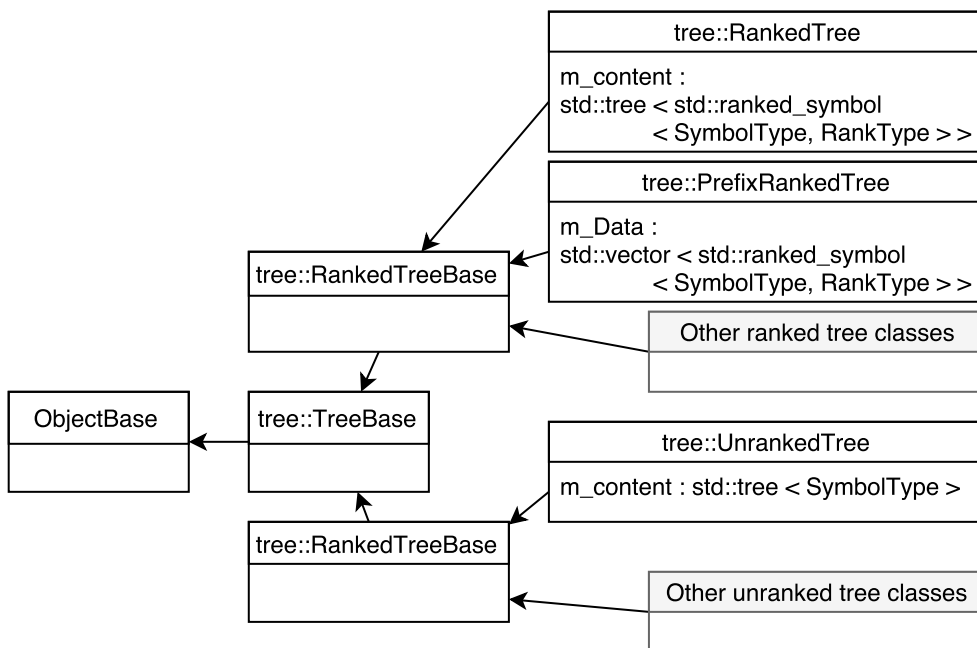 tree::RankedTree
m_content :
std::tree < std::ranked_symbol
< SymbolType, RankType > >
tree::PrefixRankedTree
m_Data :
std::vector < std::ranked_symbol
< SymbolType, RankType > >
tree::RankedTreeBase
Other ranked tree classes
ObjectBase
tree::TreeBase
tree::UnrankedTree
m_content : std::tree < SymbolType >
tree::RankedTreeBase
Other unranked tree classes